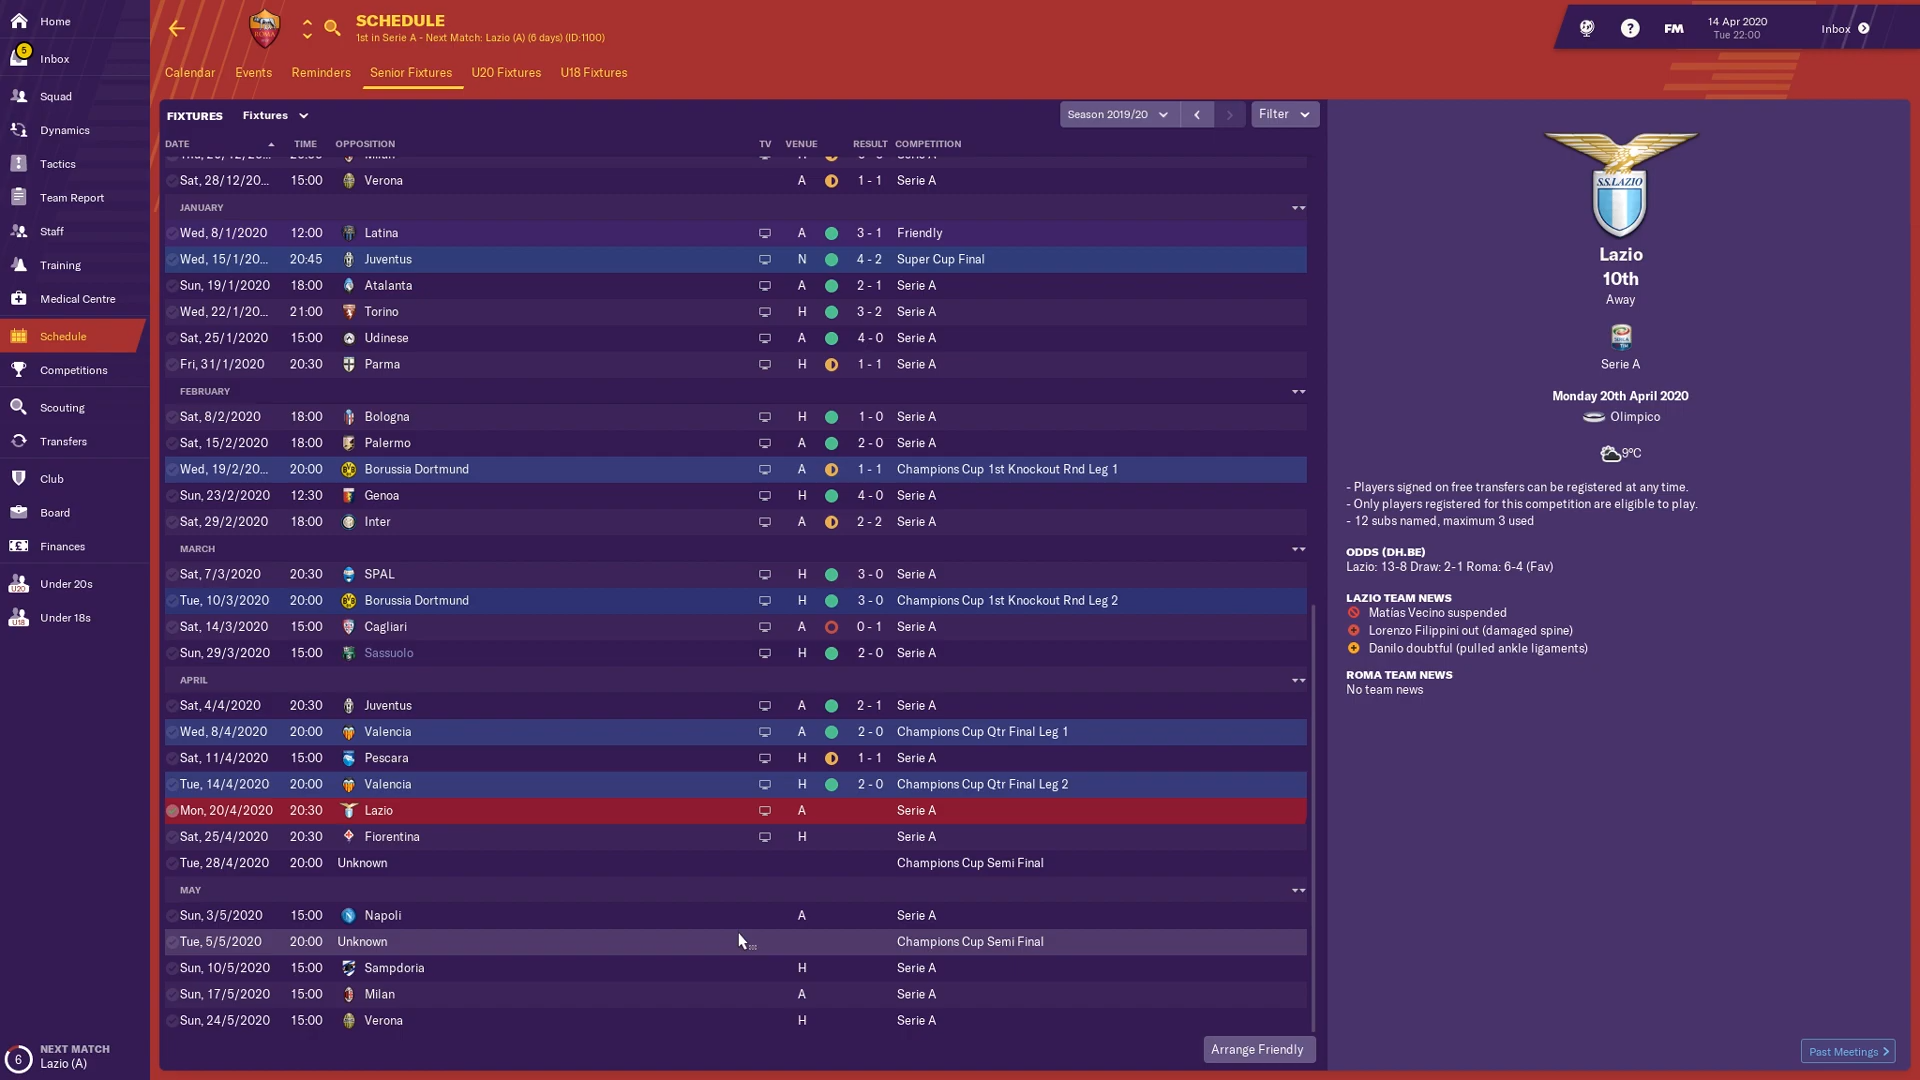 Home
5
Inbox
Squad
Dynamics
Tactics
Team Report
Staff
Training
Medical Centre
Schedule
Competitions
Scouting
Transfers
Club
Board
Finances
U20
Under 20s
U18
Under 18s
6
NEXT MATCH
Lazio (A)
ROMA
SCHEDULE
1st in Serie A - Next Match: Lazio (A) (6 days) (ID:1100)
?
FM
14 Apr 2020
Tue 22:00
Inbox
Calendar Events Reminders Senior Fixtures U20 Fixtures U18 Fixtures
FIXTURES Fixtures Season 2019/20 Filter
DATE TIME OPPOSITION TV VENUE RESULT COMPETITION
Milan Serie A
Sat, 28/12/20... 15:00 Verona A 1 - 1 Serie A
JANUARY
Wed, 8/1/2020 12:00 Latina A 3 - 1 Friendly
Wed, 15/1/20... 20:45 Juventus N 4 - 2 Super Cup Final
Sun, 19/1/2020 18:00 Atalanta A 2 - 1 Serie A
Wed, 22/1/20... 21:00 Torino H 3 - 2 Serie A
Sat, 25/1/2020 15:00 Udinese A 4 - 0 Serie A
Fri, 31/1/2020 20:30 Parma H 1 - 1 Serie A
FEBRUARY
Sat, 8/2/2020 18:00 Bologna H 1 - 0 Serie A
Sat, 15/2/2020 18:00 Palermo A 2 - 0 Serie A
Wed, 19/2/20... 20:00 Borussia Dortmund A 1 - 1 Champions Cup 1st Knockout Rnd Leg 1
Sun, 23/2/2020 12:30 Genoa H 4 - 0 Serie A
Sat, 29/2/2020 18:00 Inter A 2 - 2 Serie A
MARCH
Sat, 7/3/2020 20:30 SPAL H 3 - 0 Serie A
Tue, 10/3/2020 20:00 Borussia Dortmund H 3 - 0 Champions Cup 1st Knockout Rnd Leg 2
Sat, 14/3/2020 15:00 Cagliari A 0 - 1 Serie A
Sun, 29/3/2020 15:00 Sassuolo H 2 - 0 Serie A
APRIL
Sat, 4/4/2020 20:30 Juventus A 2 - 1 Serie A
Wed, 8/4/2020 20:00 Valencia A 2 - 0 Champions Cup Qtr Final Leg 1
Sat, 11/4/2020 15:00 Pescara H 1 - 1 Serie A
Tue, 14/4/2020 20:00 Valencia H 2 - 0 Champions Cup Qtr Final Leg 2
Mon, 20/4/2020 20:30 Lazio A Serie A
Sat, 25/4/2020 20:30 Fiorentina H Serie A
Tue, 28/4/2020 20:00 Unknown Champions Cup Semi Final
MAY
Sun, 3/5/2020 15:00 Napoli A Serie A
Tue, 5/5/2020 20:00 Unknown Champions Cup Semi Final
Sun, 10/5/2020 15:00 Sampdoria H Serie A
Sun, 17/5/2020 15:00 Milan A Serie A
Sun, 24/5/2020 15:00 Verona H Serie A
Arrange Friendly
S.S.LAZIO
Lazio
10th
Away
Serie A
Monday 20th April 2020
Olimpico
9°C
- Players signed on free transfers can be registered at any time.
- Only players registered for this competition are eligible to play.
- 12 subs named, maximum 3 used
ODDS (DH.BE)
Lazio: 13-8 Draw: 2-1 Roma: 6-4 (Fav)
LAZIO TEAM NEWS
Matías Vecino suspended
Lorenzo Filippini out (damaged spine)
Danilo doubtful (pulled ankle ligaments)
ROMA TEAM NEWS
No team news
Past Meetings